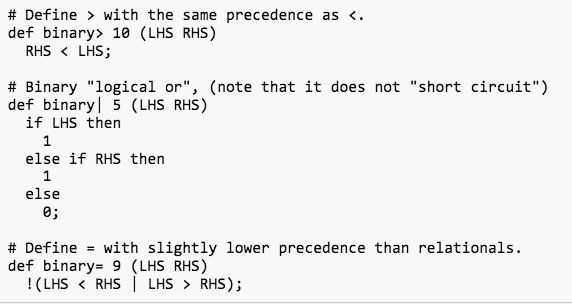 # Define > with the same precedence as <.
def binary> 10 (LHS RHS)
  RHS < LHS;

# Binary "logical or", (note that it does not "short circuit")
def binary| 5 (LHS RHS)
  if LHS then
    1
  else if RHS then
    1
  else
    0;

# Define = with slightly lower precedence than relationals.
def binary= 9 (LHS RHS)
  !(LHS < RHS | LHS > RHS);